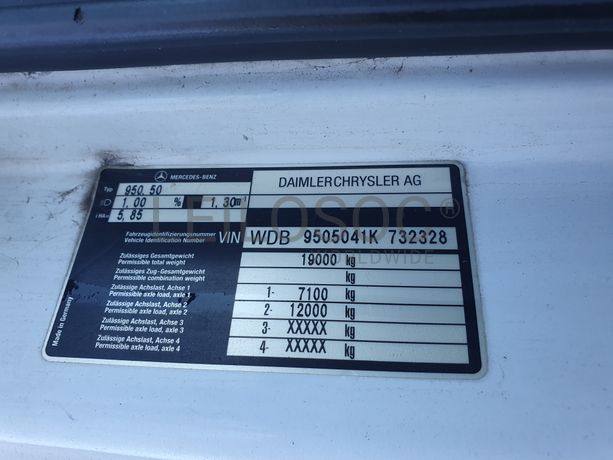 MERCEDES-BENZ
DAIMLERCHRYSLER AG
Typ 950.50
1,00 % 1,30m
i HA= 5,85
Fahrzeugidentifizierungsnummer
Vehicle Identification Number
VIN WDB 9505041K 732328
Zulässiges Gesamtgewicht
Permissible total weight
19000 kg
Zulässiges Zug-Gesamtgewicht
Permissible combination weight
kg
Zulässige Achslast, Achse 1
Permissible axle load, axle 1
1- 7100 kg
Zulässige Achslast, Achse 2
Permissible axle load, axle 2
2- 12000 kg
Zulässige Achslast, Achse 3
Permissible axle load, axle 3
3- XXXXX kg
Zulässige Achslast, Achse 4
Permissible axle load, axle 4
4- XXXXX kg
Made in Germany
LEILOSOC®
WORLDWIDE